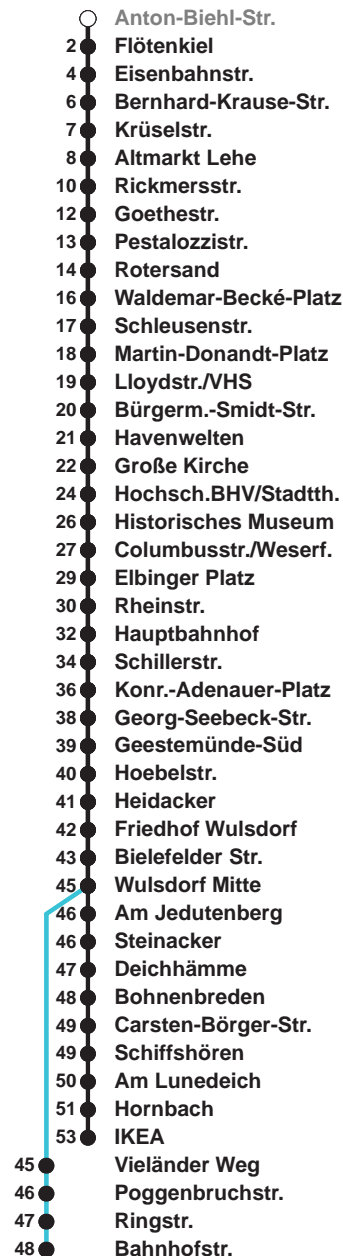 Anton-Biehl-Str.
2 Flötenkiel
4 Eisenbahnstr.
6 Bernhard-Krause-Str.
7 Krüselstr.
8 Altmarkt Lehe
10 Rickmersstr.
12 Goethestr.
13 Pestalozzistr.
14 Rotersand
16 Waldemar-Becké-Platz
17 Schleusenstr.
18 Martin-Donandt-Platz
19 Lloydstr./VHS
20 Bürgerm.-Smidt-Str.
21 Havenwelten
22 Große Kirche
24 Hochsch.BHV/Stadtth.
26 Historisches Museum
27 Columbusstr./Weserf.
29 Elbinger Platz
30 Rheinstr.
32 Hauptbahnhof
34 Schillerstr.
36 Konr.-Adenauer-Platz
38 Georg-Seebeck-Str.
39 Geestemünde-Süd
40 Hoebelstr.
41 Heidacker
42 Friedhof Wulsdorf
43 Bielefelder Str.
45 Wulsdorf Mitte
46 Am Jedutenberg
46 Steinacker
47 Deichhämme
48 Bohnenbreden
49 Carsten-Börger-Str.
49 Schiffshören
50 Am Lunedeich
51 Hornbach
53 IKEA
45 Vieländer Weg
46 Poggenbruchstr.
47 Ringstr.
48 Bahnhofstr.